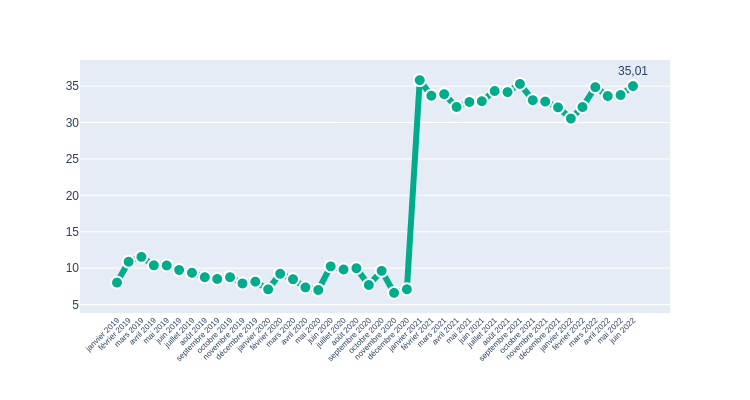 35,01
35
30
25
20
15
10
5
janvier 2019
février 2019
mars 2019
avril 2019
mai 2019
juin 2019
juillet 2019
août 2019
septembre 2019
octobre 2019
novembre 2019
décembre 2019
janvier 2020
février 2020
mars 2020
avril 2020
mai 2020
juin 2020
juillet 2020
août 2020
septembre 2020
octobre 2020
novembre 2020
décembre 2020
janvier 2021
février 2021
mars 2021
avril 2021
mai 2021
juin 2021
juillet 2021
août 2021
septembre 2021
octobre 2021
novembre 2021
décembre 2021
janvier 2022
février 2022
mars 2022
avril 2022
mai 2022
juin 2022